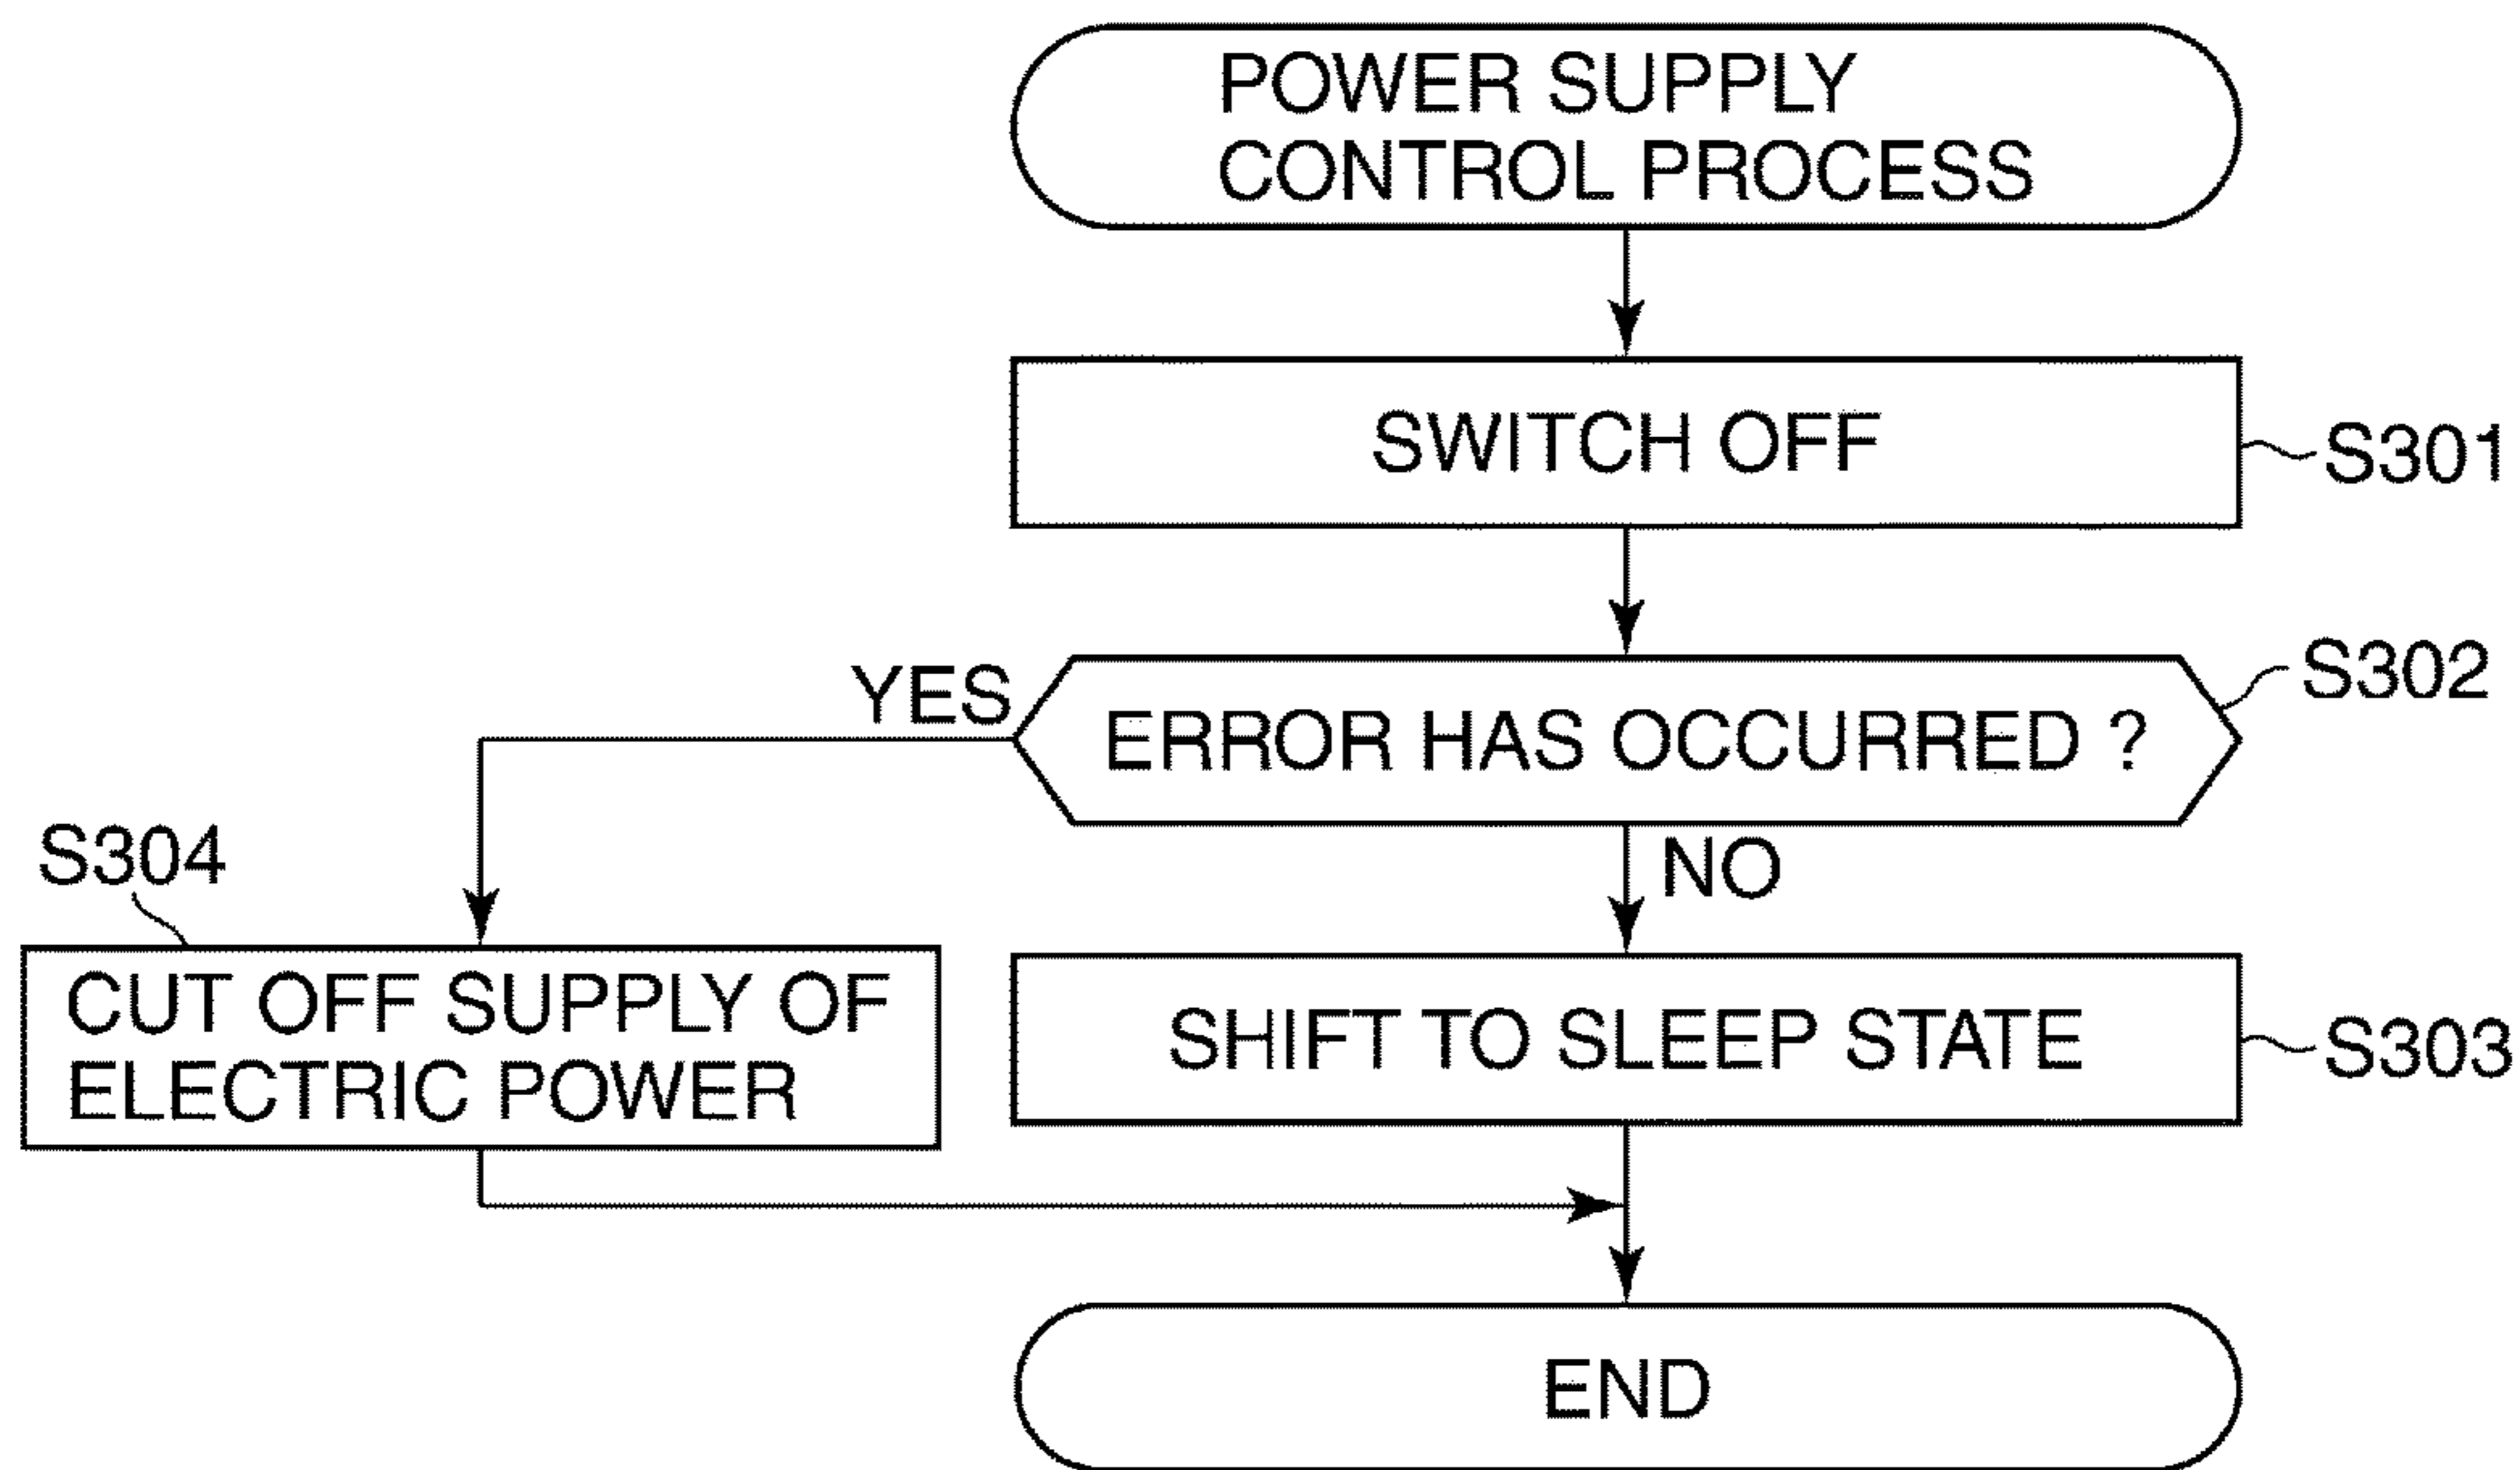 POWER SUPPLY
CONTROL PROCESS
SWITCH OFF
S301
S302
YES
ERROR HAS OCCURRED ?
S304
NO
CUT OFF SUPPLY OF
ELECTRIC POWER
SHIFT TO SLEEP STATE
S303
END